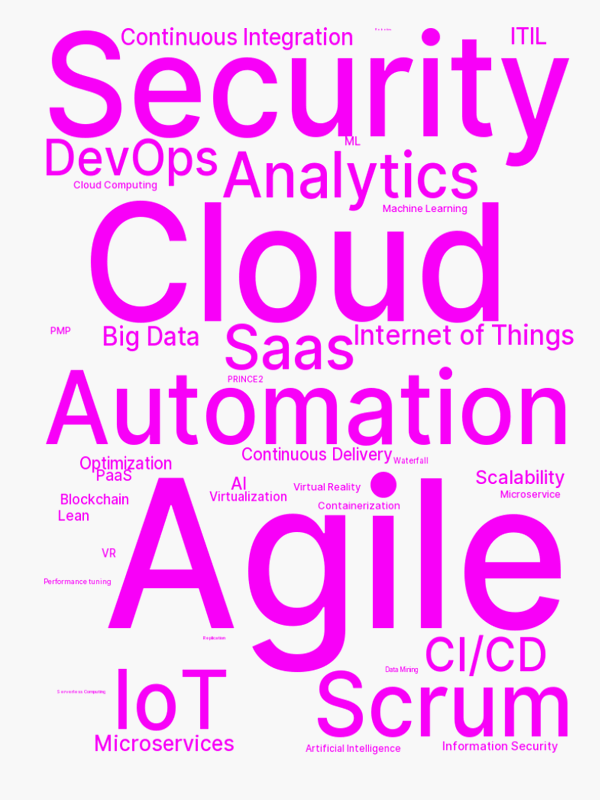 Continuous Integration
ITIL
Security
ML
DevOps
Analytics
Cloud Computing
Machine Learning
Cloud
PMP
Big Data
Saas
Internet of Things
PRINCE2
Automation
Continuous Delivery
Waterfall
Optimization
PaaS
AI
Virtual Reality
Scalability
Blockchain
Virtualization
Microservice
Containerization
Lean
Agile
VR
Performance tuning
CI/CD
Data Mining
IoT
Scrum
Serverless Computing
Microservices
Artificial Intelligence
Information Security